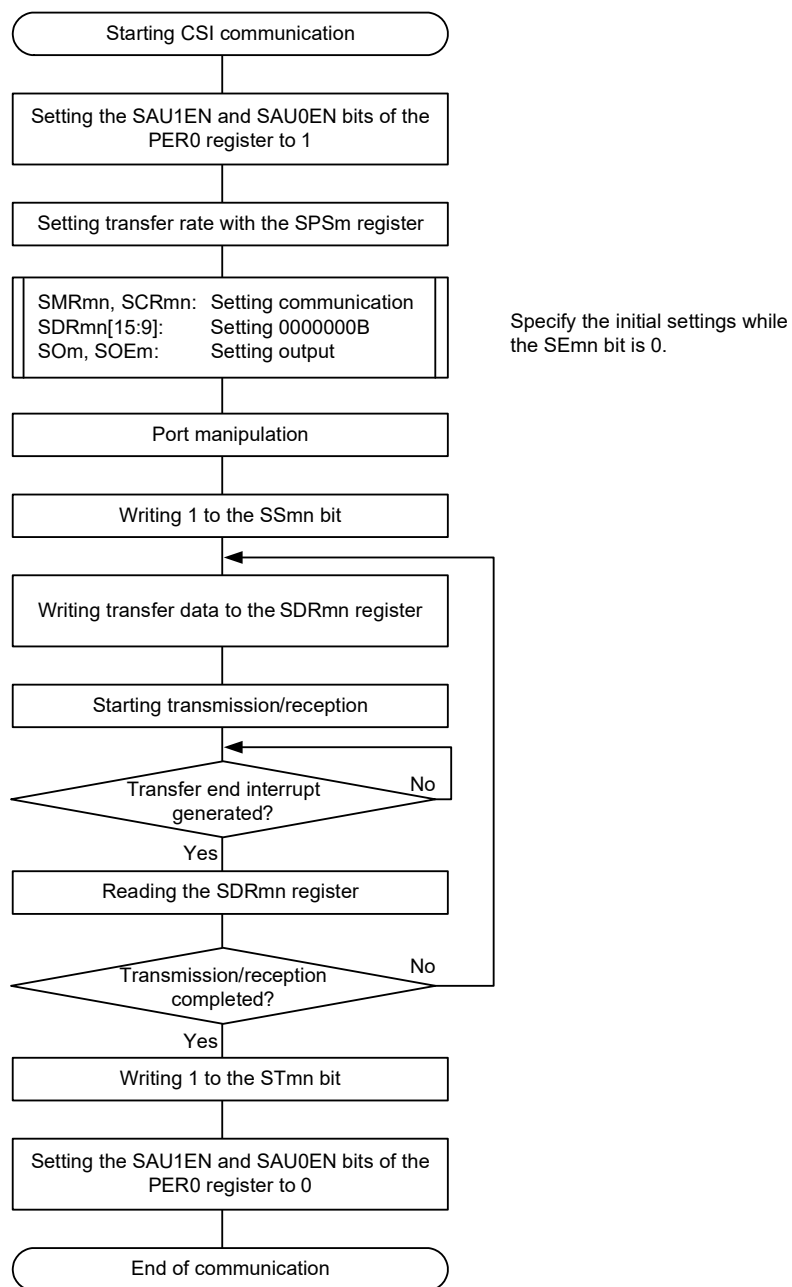 Starting CSI communication
Setting the SAU1EN and SAU0EN bits of the
PER0 register to 1
Setting transfer rate with the SPSm register
SMRmn, SCRmn: Setting communication
SDRmn[15:9]: Setting 0000000B
SOm, SOEm: Setting output
Specify the initial settings while
the SEmn bit is 0.
Port manipulation
Writing 1 to the SSmn bit
Writing transfer data to the SDRmn register
Starting transmission/reception
Transfer end interrupt
generated?
No
Yes
Reading the SDRmn register
Transmission/reception
completed?
No
Yes
Writing 1 to the STmn bit
Setting the SAU1EN and SAU0EN bits of the
PER0 register to 0
End of communication